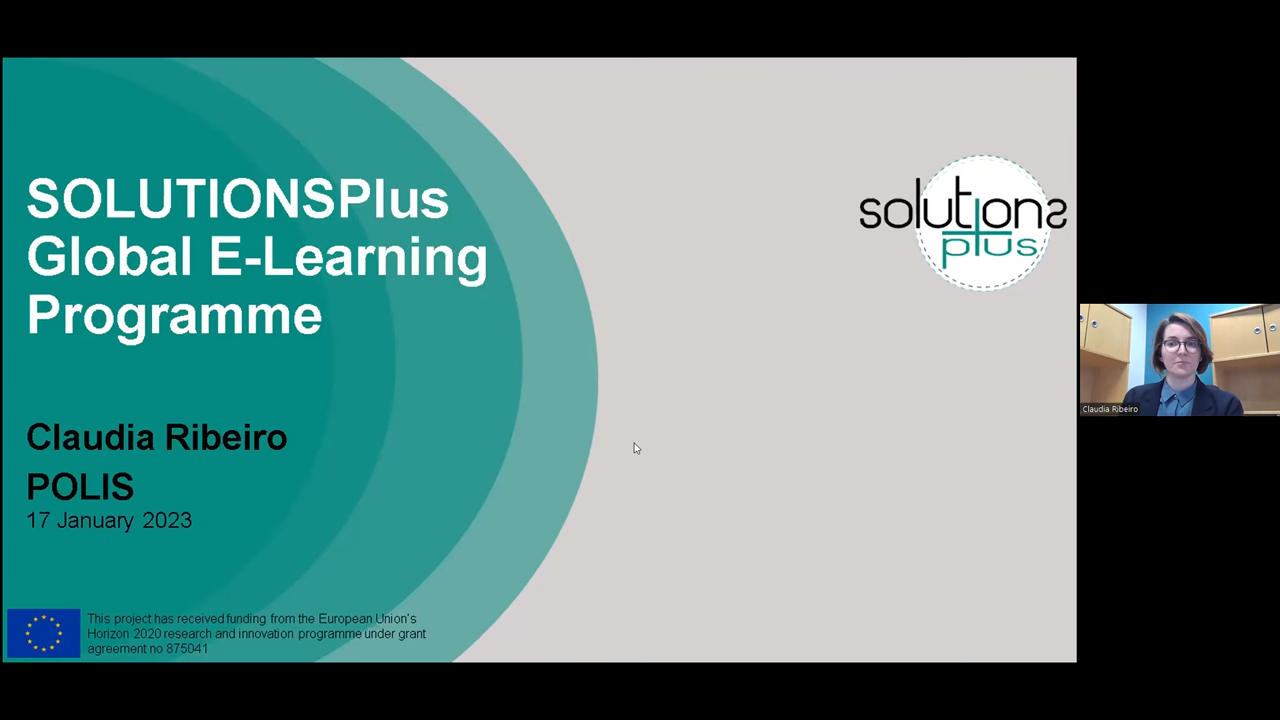 SOLUTIONSPlus
Global E-Learning
Programme
Claudia Ribeiro
POLIS
17 January 2023
This project has received funding from the European Union's
Horizon 2020 research and innovation programme under grant
agreement no 875041
solutions
plus
Claudia Ribeiro